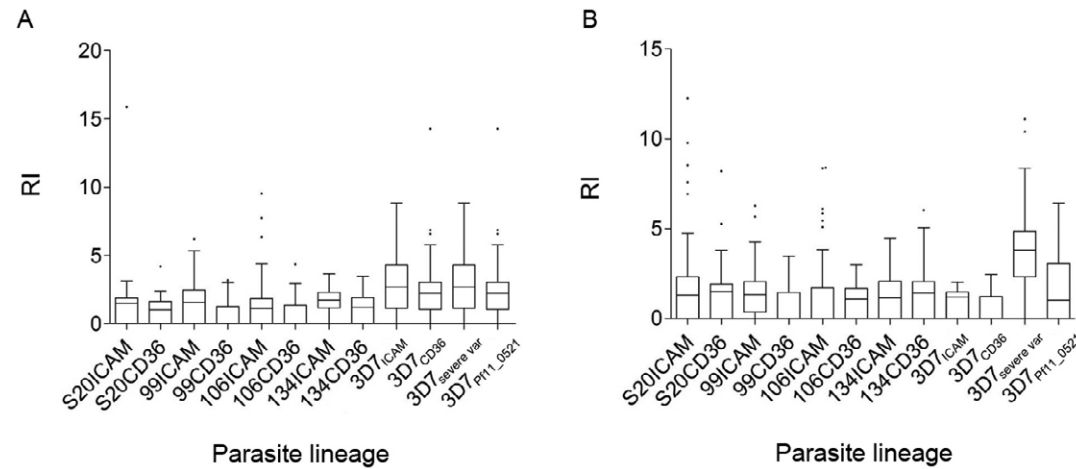 A
20
15
10
5
0
RI
S20ICAM
S20CD36
99ICAM
99CD36
106ICAM
106CD36
134ICAM
134CD36
3D7ICAM
3D7CD36
3D7severe var
3D7Pf11_0521
Parasite lineage
B
15
10
5
0
RI
S20ICAM
S20CD36
99ICAM
99CD36
106ICAM
106CD36
134ICAM
134CD36
3D7ICAM
3D7CD36
3D7severe var
3D7Pf11_0521
Parasite lineage